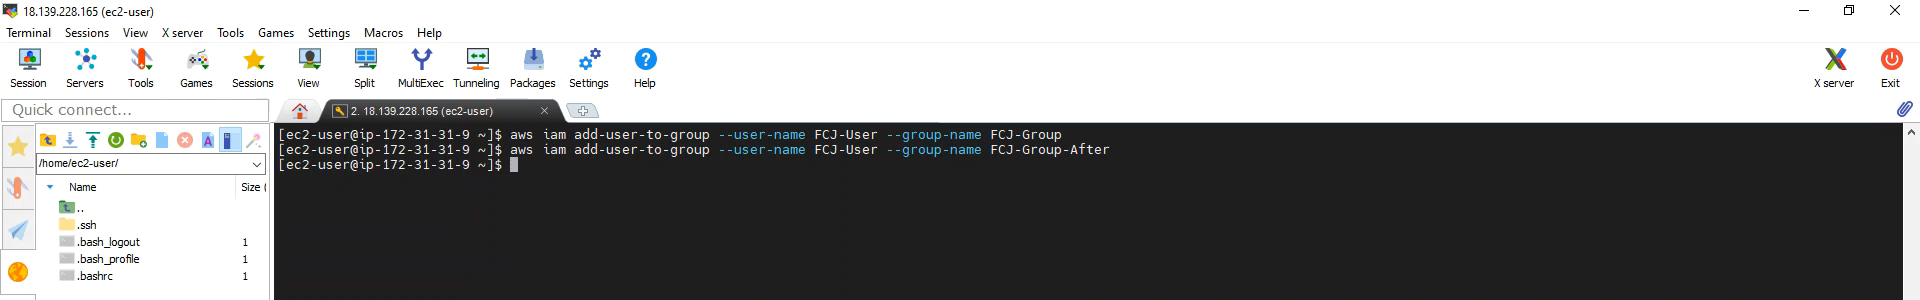 18.139.228.165 (ec2-user)
Terminal Sessions View X server Tools Games Settings Macros Help
Session Servers Tools Games Sessions View Split MultiExec Tunneling Packages Settings Help X server Exit
Quick connect...
2. 18.139.228.165 (ec2-user)
[ec2-user@ip-172-31-31-9 ~]$ aws iam add-user-to-group --user-name FCJ-User --group-name FCJ-Group
[ec2-user@ip-172-31-31-9 ~]$ aws iam add-user-to-group --user-name FCJ-User --group-name FCJ-Group-After
[ec2-user@ip-172-31-31-9 ~]$
/home/ec2-user/
Name Size (
..
.ssh
.bash_logout 1
.bash_profile 1
.bashrc 1